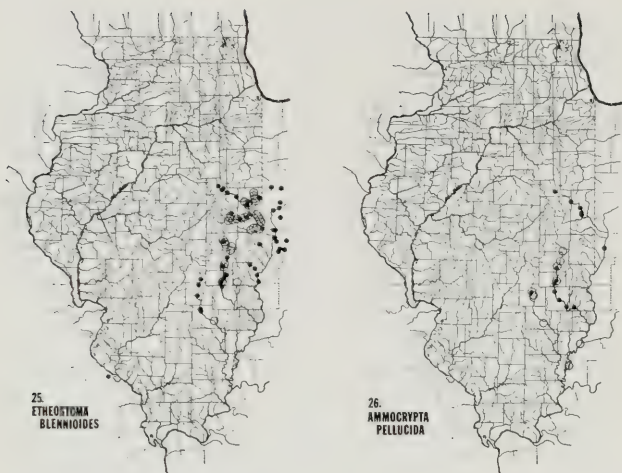 25.
ETHEOSTOMA
BLENNIOIDES
26.
AMMOCRYPTA
PELLUCIDA